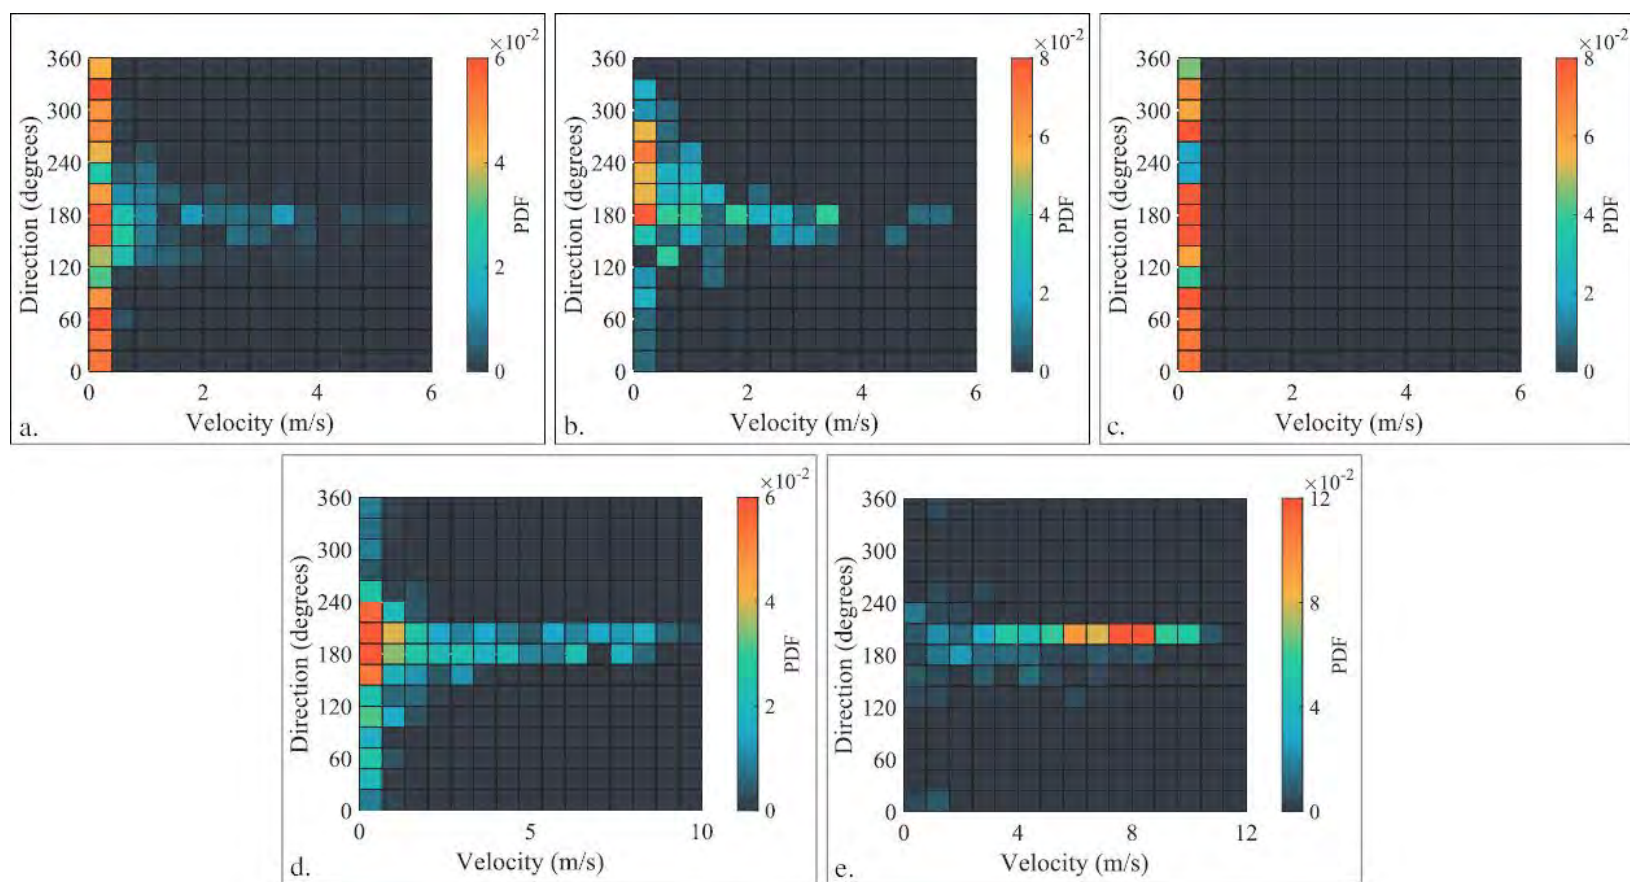 ×10⁻²
360
300
240
180
120
60
0
Direction (degrees)
0 2 4 6
Velocity (m/s)
6
4
2
0
PDF
a.
×10⁻²
360
300
240
180
120
60
0
Direction (degrees)
0 2 4 6
Velocity (m/s)
8
6
4
2
0
PDF
b.
×10⁻²
360
300
240
180
120
60
0
Direction (degrees)
0 2 4 6
Velocity (m/s)
8
6
4
2
0
PDF
c.
×10⁻²
360
300
240
180
120
60
0
Direction (degrees)
0 5 10
Velocity (m/s)
6
4
2
0
PDF
d.
×10⁻²
360
300
240
180
120
60
0
Direction (degrees)
0 4 8 12
Velocity (m/s)
12
8
4
0
PDF
e.